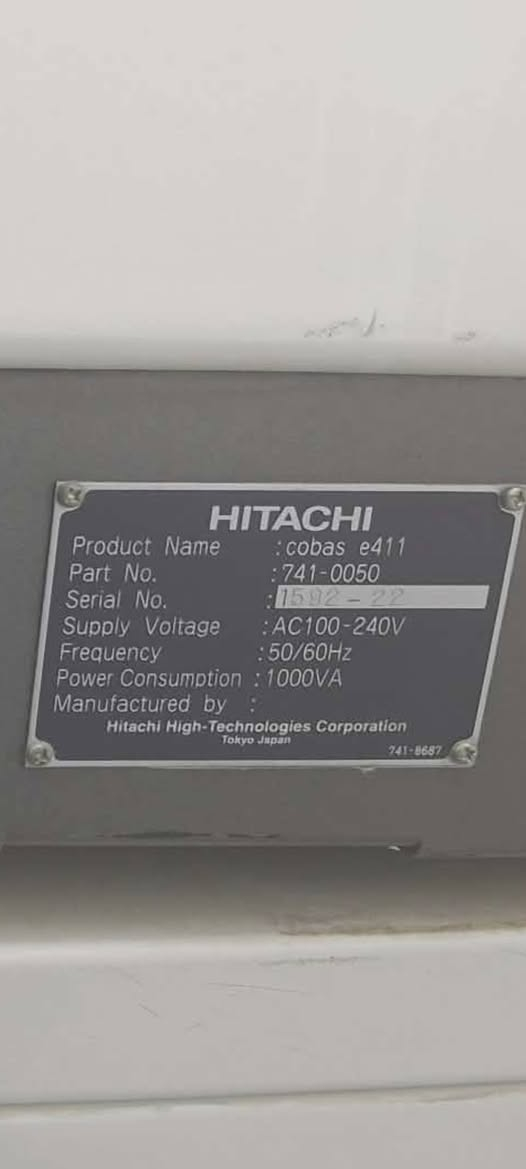 HITACHI
Product Name :cobas e411
Part No. :741-0050
Serial No. :1592-22
Supply Voltage :AC100-240V
Frequency :50/60Hz
Power Consumption :1000VA
Manufactured by :
Hitachi High-Technologies Corporation
Tokyo Japan
741-8687